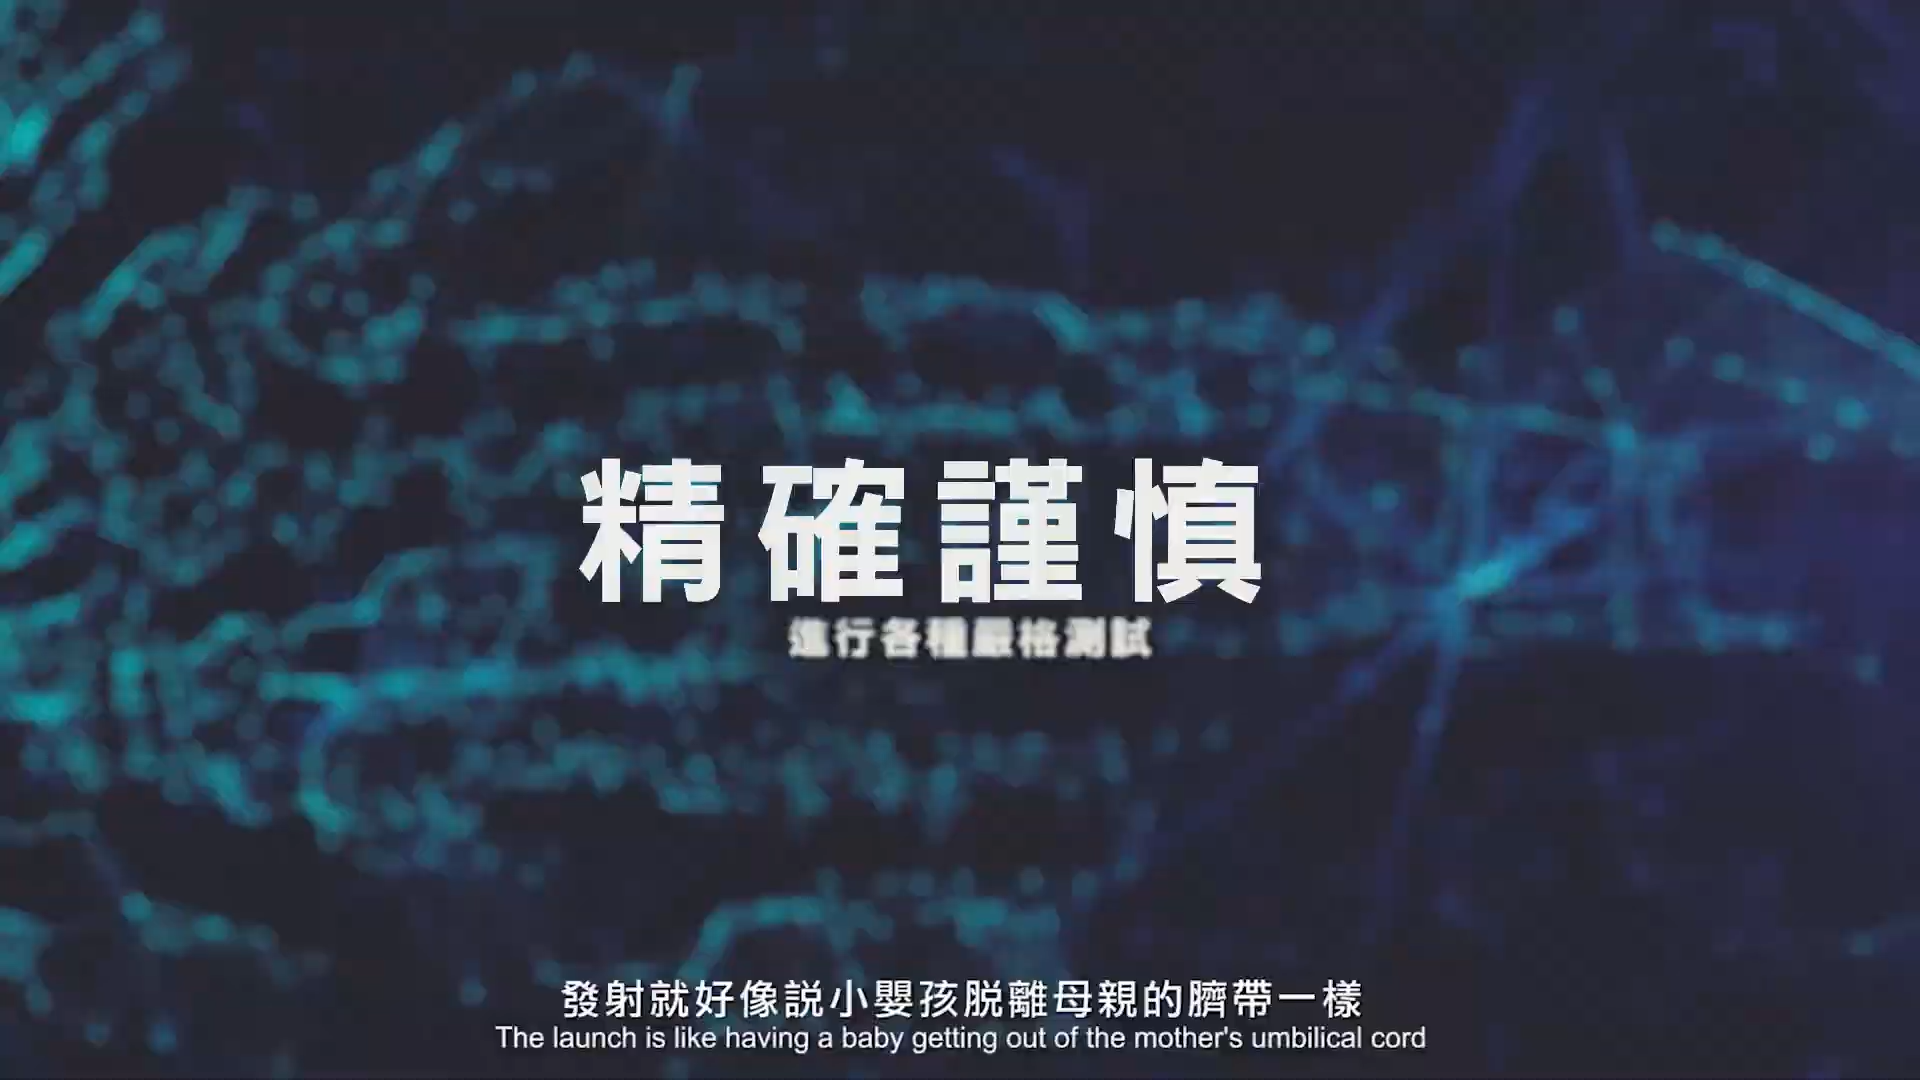 精確謹慎
進行各種嚴格測試
發射就好像説小嬰孩脱離母親的臍帶一樣
The launch is like having a baby getting out of the mother's umbilical cord